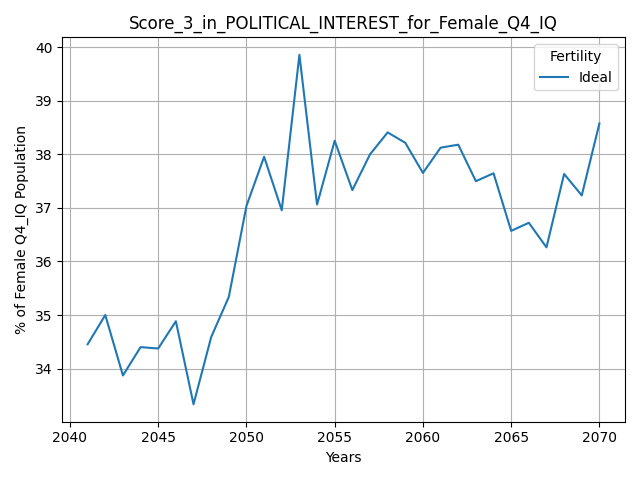 Score_3_in_POLITICAL_INTEREST_for_Female_Q4_IQ
Fertility
Ideal
% of Female Q4_IQ Population
40
39
38
37
36
35
34
2040
2045
2050
2055
2060
2065
2070
Years